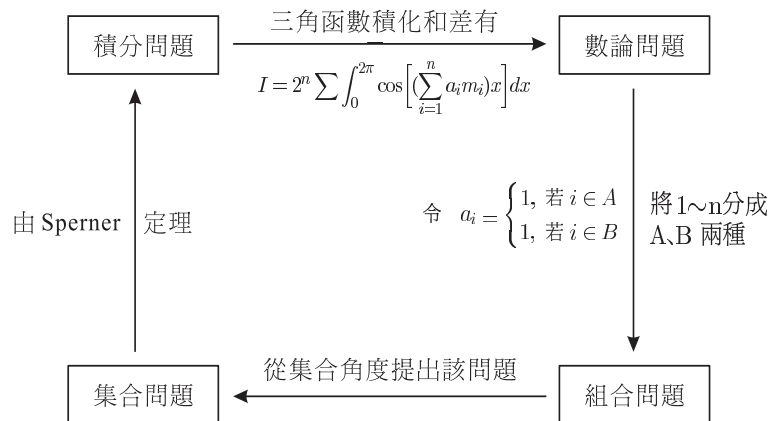 積分問題
三角函數積化和差有
數論問題
I = 2^n ∑ ∫_0^{2π} cos[(∑_{i=1}^{n} a_i m_i)x]dx
由 Sperner 定理
令 a_i = { 1, 若 i ∈ A
1, 若 i ∈ B
將 1～n分成
A、B 兩種
從集合角度提出該問題
集合問題
組合問題